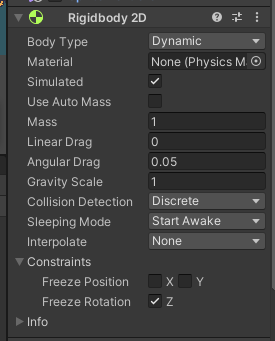 Rigidbody 2D
Body Type Dynamic
Material None (Physics M
Simulated
Use Auto Mass
Mass 1
Linear Drag 0
Angular Drag 0.05
Gravity Scale 1
Collision Detection Discrete
Sleeping Mode Start Awake
Interpolate None
Constraints
Freeze Position X Y
Freeze Rotation Z
Info